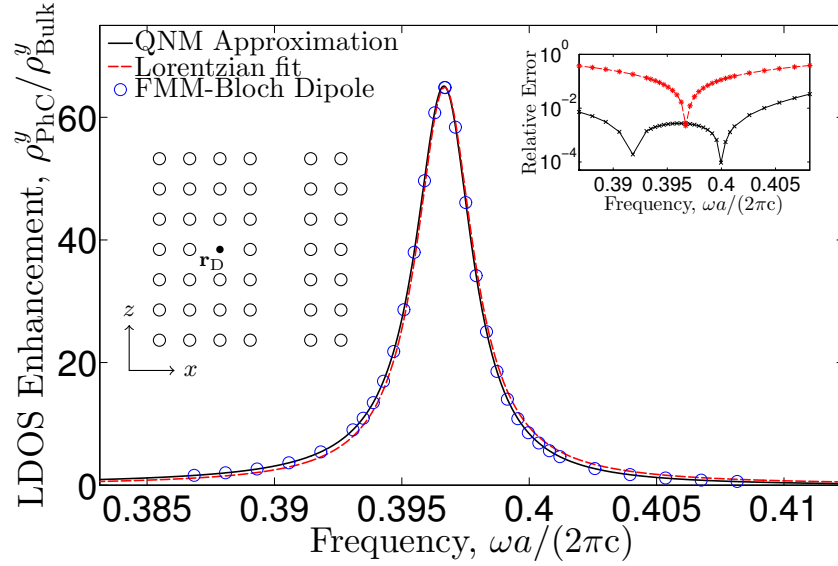 LDOS Enhancement, ρ^y_PhC/ρ^y_Bulk
QNM Approximation
Lorentzian fit
FMM-Bloch Dipole
60
40
20
0
r_D
z
x
Relative Error
10^0
10^-2
10^-4
0.39 0.395 0.4 0.405
Frequency, ωa/(2πc)
0.385 0.39 0.395 0.4 0.405 0.41
Frequency, ωa/(2πc)